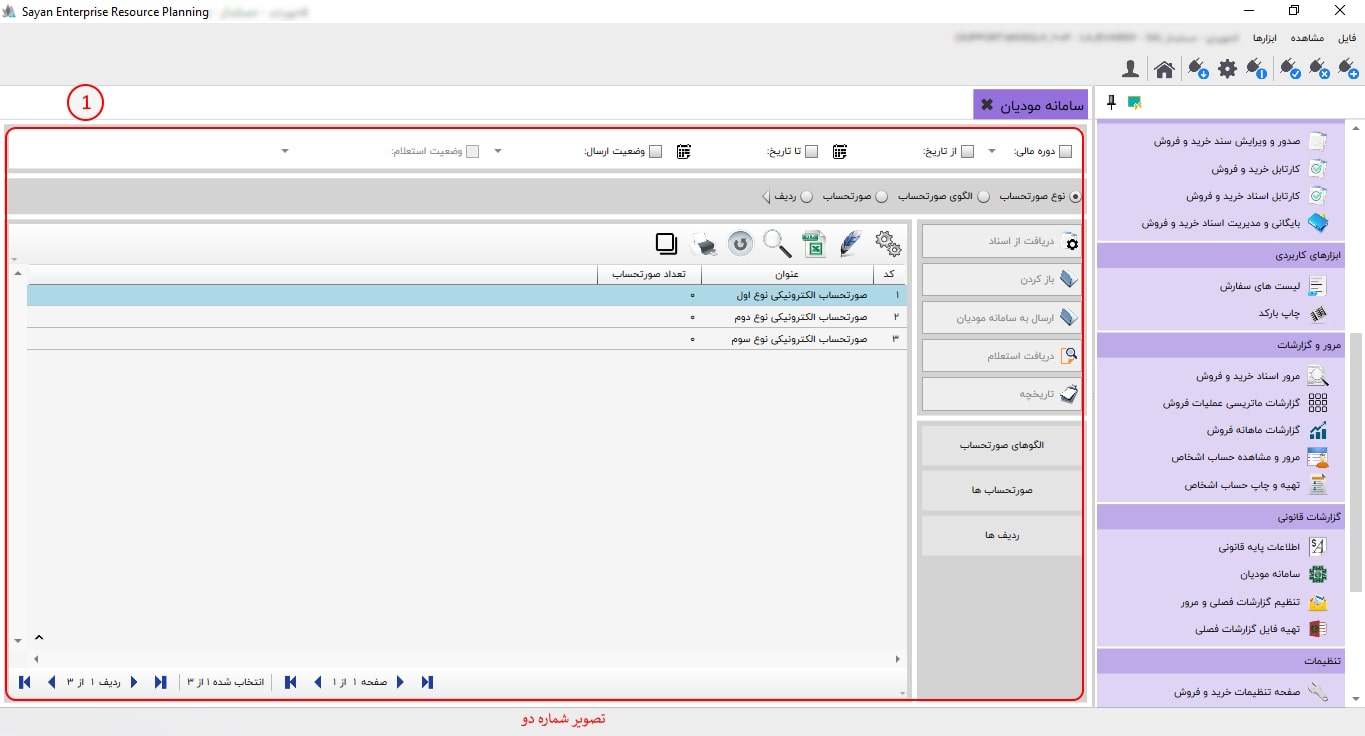 Sayan Enterprise Resource Planning
فایل مشاهده ابزارها
1
سامانه مودیان
صدور و ویرایش سند خرید و فروش
کارتابل خرید و فروش
کارتابل اسناد خرید و فروش
بایگانی و مدیریت اسناد خرید و فروش
ابزارهای کاربردی
لیست های سفارش
چاپ بارکد
مرور و گزارشات
مرور اسناد خرید و فروش
گزارشات ماتریسی عملیات فروش
گزارشات ماهانه فروش
مرور و مشاهده حساب اشخاص
تهیه و چاپ حساب اشخاص
گزارشات قانونی
اطلاعات پایه قانونی
سامانه مودیان
تنظیم گزارشات فصلی و مرور
تهیه فایل گزارشات فصلی
تنظیمات
صفحه تنظیمات خرید و فروش
دوره مالی: از تاریخ: تا تاریخ: وضعیت ارسال: وضعیت استعلام:
نوع صورتحساب الگوی صورتحساب صورتحساب ردیف
دریافت از اسناد
باز کردن
ارسال به سامانه مودیان
دریافت استعلام
تاریخچه
الگوهای صورتحساب
صورتحساب ها
ردیف ها
کد عنوان تعداد صورتحساب
۱ صورتحساب الکترونیکی نوع اول ۰
۲ صورتحساب الکترونیکی نوع دوم ۰
۳ صورتحساب الکترونیکی نوع سوم ۰
صفحه ۱ از ۱ انتخاب شده ۱ از ۳ ردیف ۱ از ۳
تصویر شماره دو